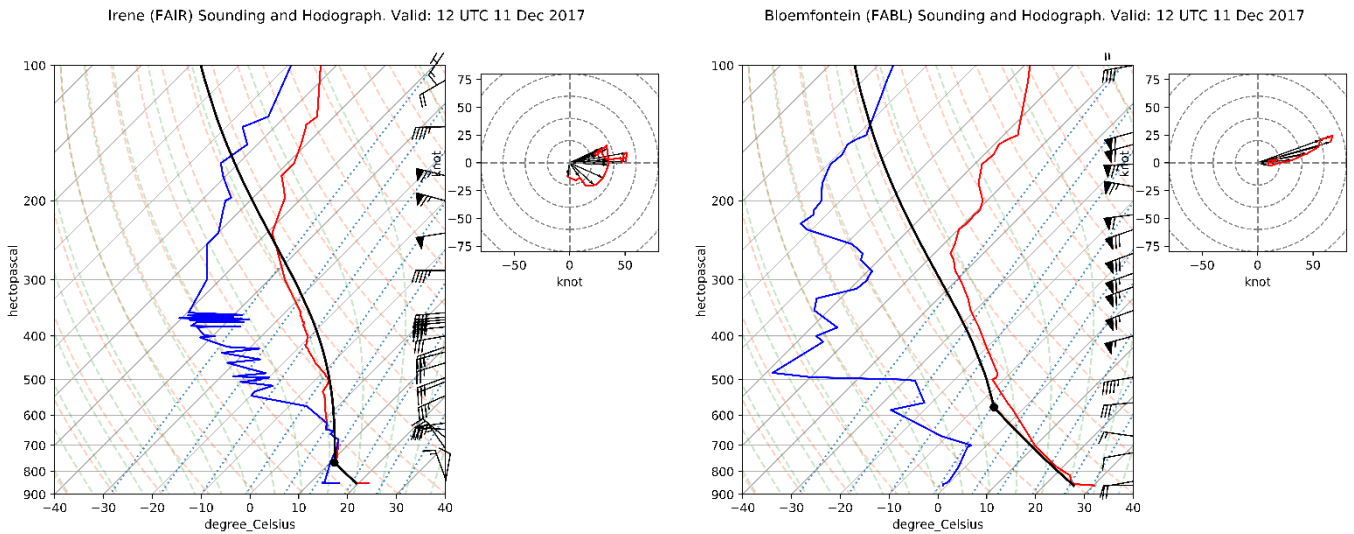 Irene (FAIR) Sounding and Hodograph. Valid: 12 UTC 11 Dec 2017
100
200
300
400
500
600
700
800
900
hectopascal
−40 −30 −20 −10 0 10 20 30 40
degree_Celsius
75
50
25
0
−25
−50
−75
knot
−50 0 50
knot
Bloemfontein (FABL) Sounding and Hodograph. Valid: 12 UTC 11 Dec 2017
100
200
300
400
500
600
700
800
900
hectopascal
−40 −30 −20 −10 0 10 20 30 40
degree_Celsius
75
50
25
0
−25
−50
−75
knot
−50 0 50
knot